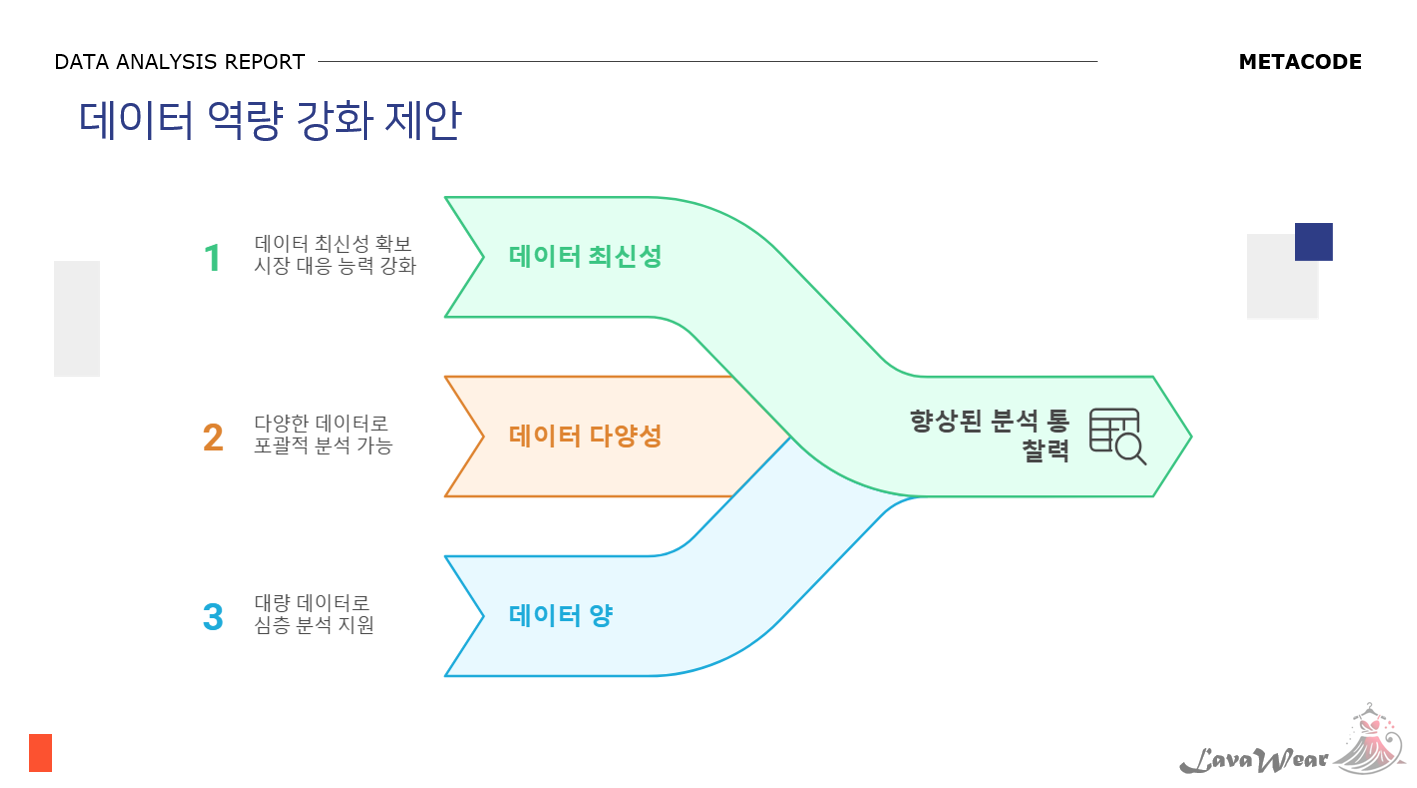 DATA ANALYSIS REPORT
METACODE
데이터 역량 강화 제안
1
데이터 최신성 확보
시장 대응 능력 강화
데이터 최신성
2
다양한 데이터로
포괄적 분석 가능
데이터 다양성
향상된 분석 통
찰력
3
대량 데이터로
심층 분석 지원
데이터 양
LavaWear